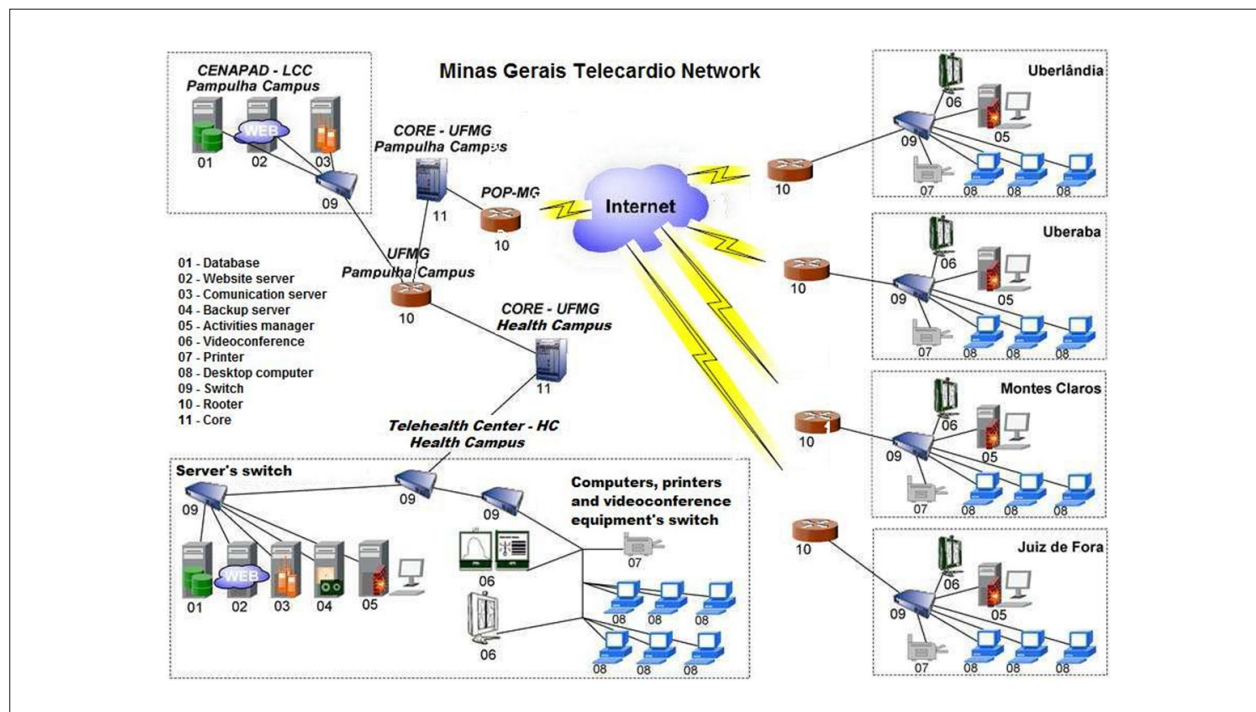 Minas Gerais Telecardio Network
CENAPAD - LCC
Pampulha Campus
WEB
01
02
03
09
CORE - UFMG
Pampulha Campus
11
POP-MG
10
Internet
UFMG
Pampulha Campus
10
CORE - UFMG
Health Campus
11
01 - Database
02 - Website server
03 - Comunication server
04 - Backup server
05 - Activities manager
06 - Videoconference
07 - Printer
08 - Desktop computer
09 - Switch
10 - Rooter
11 - Core
Telehealth Center - HC
Health Campus
Server's switch
09
09
09
Computers, printers
and videoconference
equipment's switch
WEB
01
02
03
04
05
06
06
07
08
08
08
08
08
08
10
Uberlândia
06
05
09
07
08
08
08
10
Uberaba
06
05
09
07
08
08
08
10
1
Montes Claros
06
05
09
07
08
08
08
10
Juiz de Fora
06
05
09
07
08
08
08